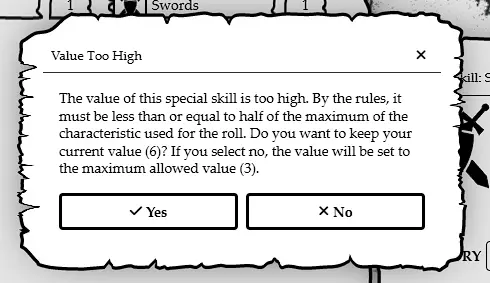 1 Swords 1
Value Too High ×
The value of this special skill is too high. By the rules, it
must be less than or equal to half of the maximum of the
characteristic used for the roll. Do you want to keep your
current value (6)? If you select no, the value will be set to
the maximum allowed value (3).
✓ Yes
× No
kill: S
RY